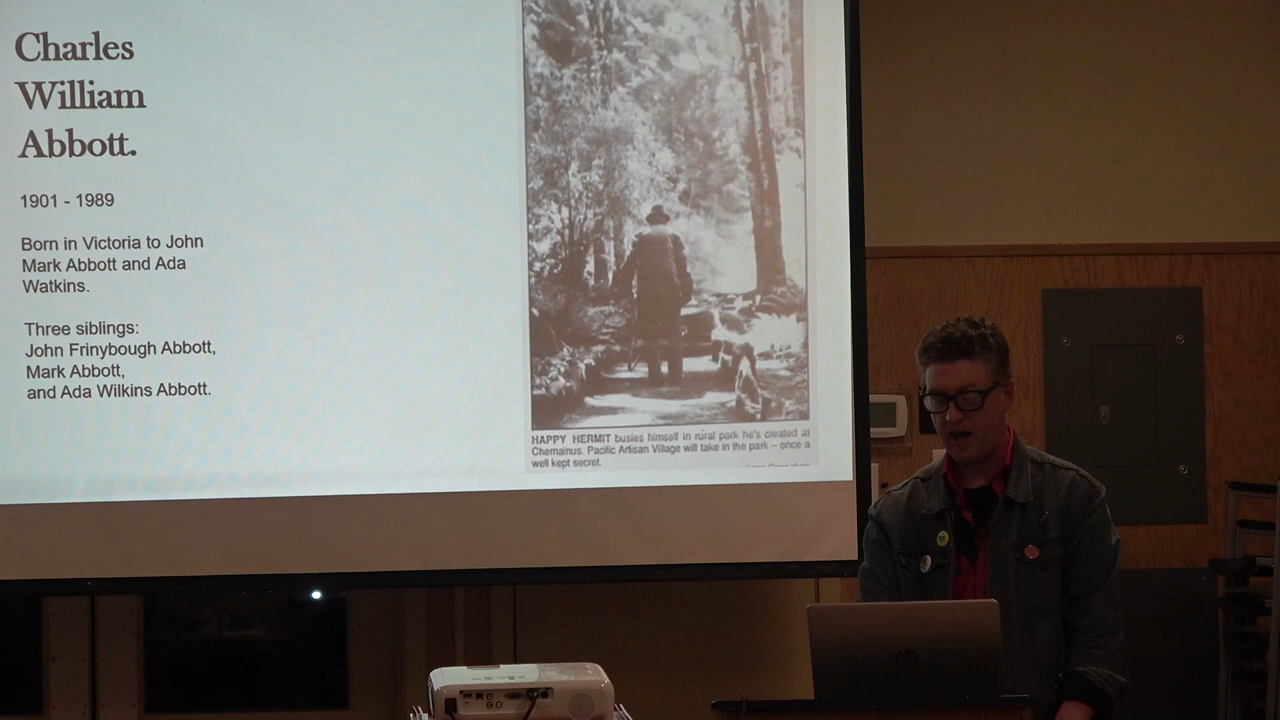 Charles
William
Abbott.
1901 - 1989
Born in Victoria to John
Mark Abbott and Ada
Watkins.
Three siblings:
John Frinybough Abbott,
Mark Abbott,
and Ada Wilkins Abbott.
HAPPY HERMIT busies himself in rural park he's created at
Chemainus. Pacific Artisan Village will take in the park — once a
well kept secret.